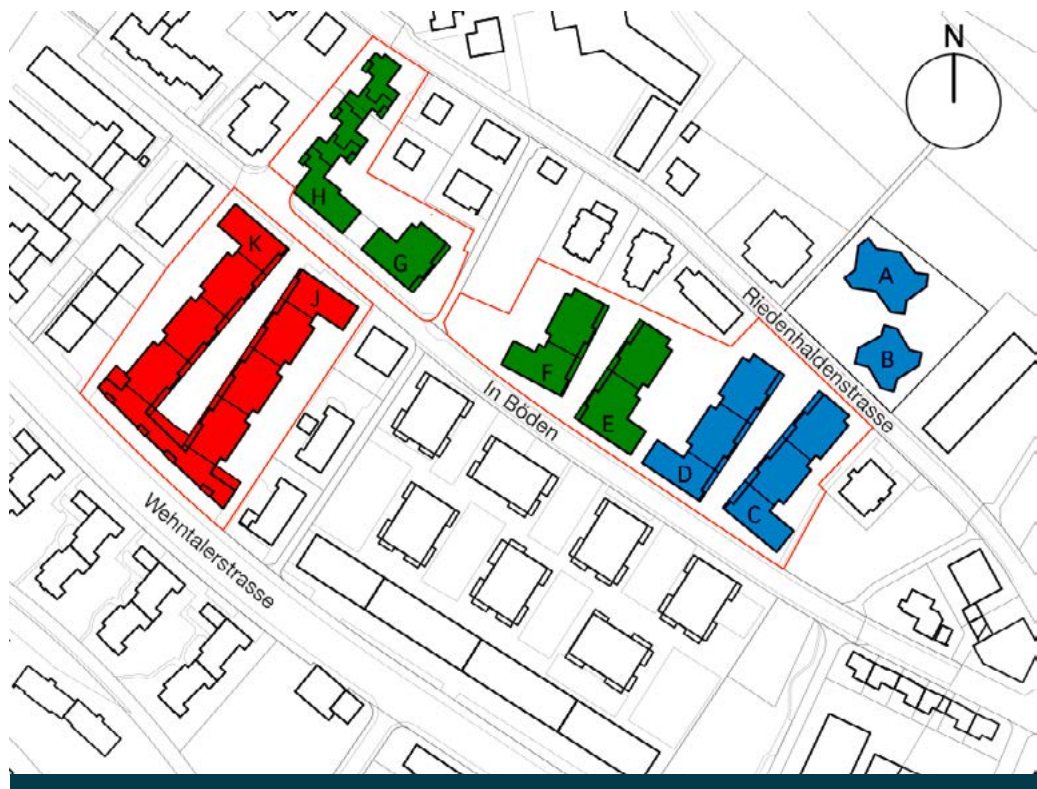 N
H
K
G
J
A
B
Riedenhaldenstrasse
F
In Böden
E
D
C
Wehntalerstrasse